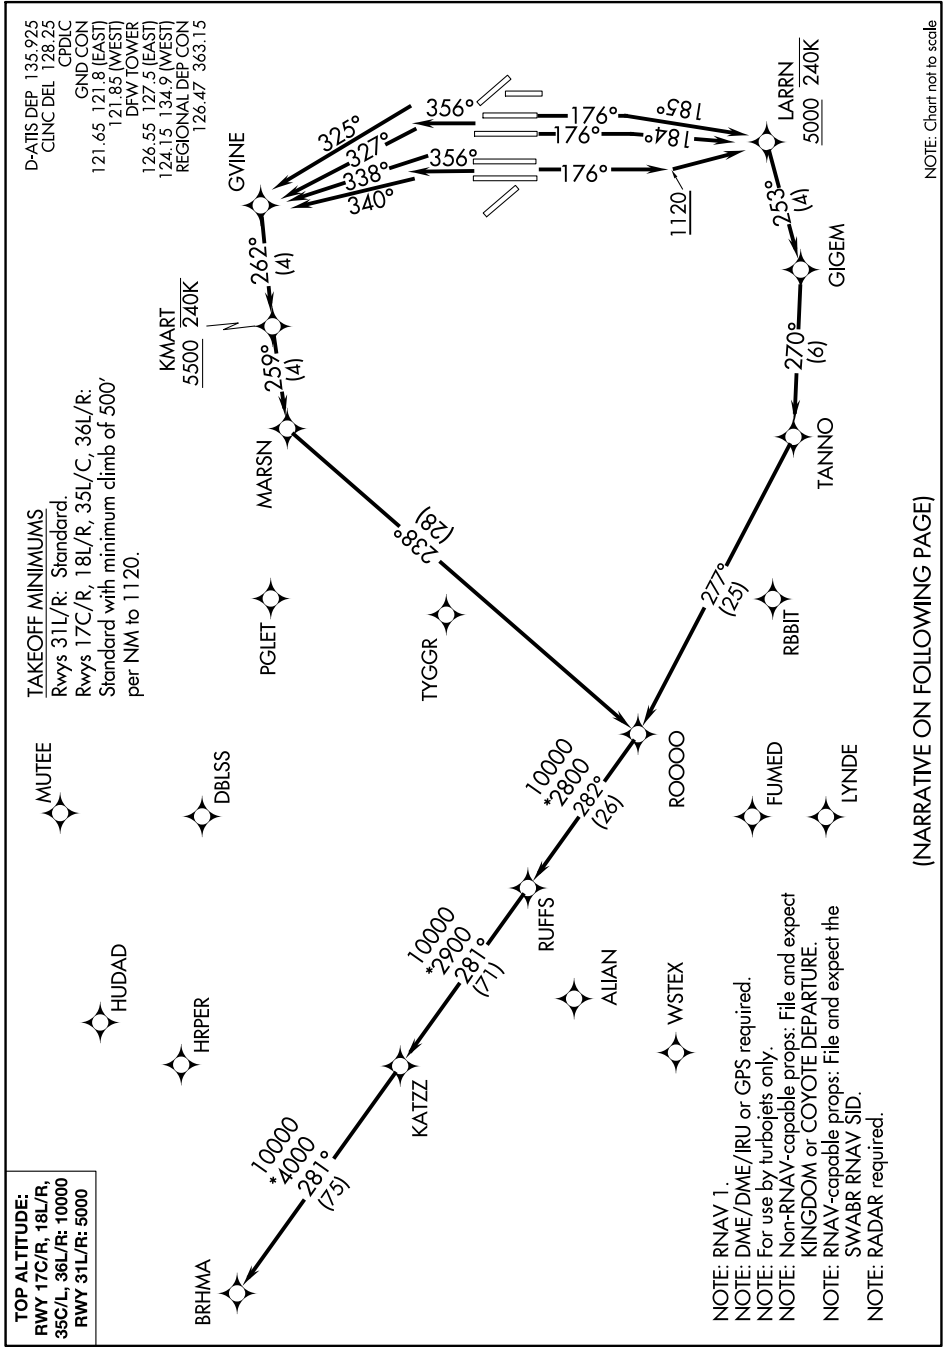 TOP ALTITUDE:
RWY 17C/R, 18L/R,
35C/L, 36L/R: 10000
RWY 31L/R: 5000
TAKEOFF MINIMUMS
Rwys 31L/R: Standard.
Rwys 17C/R, 18L/R, 35L/C, 36L/R:
Standard with minimum climb of 500'
per NM to 1120.
D-ATIS DEP 135.925
CLNC DEL 128.25
CPDLC
GND CON
121.65 121.8 (EAST)
121.85 (WEST)
DFW TOWER
126.55 127.5 (EAST)
124.15 134.9 (WEST)
REGIONAL DEP CON
126.47 363.15
MUTEE
HUDAD
DBLSS
HRPER
PGLET
BRHMA
10000
*4000
281°
(75)
KATZZ
10000
*2900
281°
(71)
RUFFS
10000
*2800
282°
(26)
ROOOO
TYGGR
MARSN
238°
(28)
259°
(4)
KMART
5500 240K
262°
(4)
GVINE
325°
327°
338°
340°
356°
356°
176°
176°
176°
185°
184°
1120
LARRN
5000 240K
253°
(4)
GIGEM
270°
(6)
TANNO
277°
(25)
RBBIT
FUMED
LYNDE
ALIAN
WSTEX
NOTE: RNAV 1.
NOTE: DME/DME/IRU or GPS required.
NOTE: For use by turbojets only.
NOTE: Non-RNAV-capable props: File and expect
KINGDOM or COYOTE DEPARTURE.
NOTE: RNAV-capable props: File and expect the
SWABR RNAV SID.
NOTE: RADAR required.
(NARRATIVE ON FOLLOWING PAGE)
NOTE: Chart not to scale